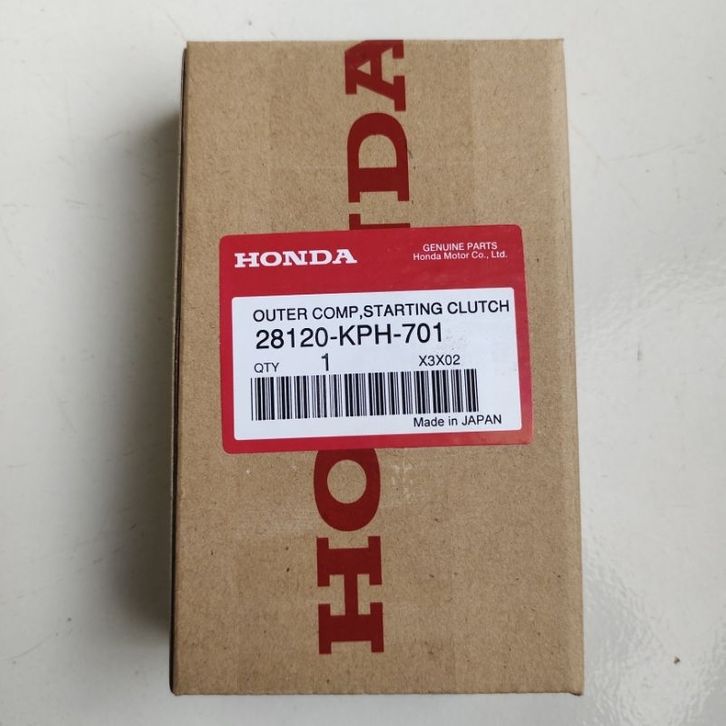 HONDA
HONDA
GENUINE PARTS
Honda Motor Co., Ltd.
OUTER COMP,STARTING CLUTCH
28120-KPH-701
QTY 1 X3X02
Made in JAPAN